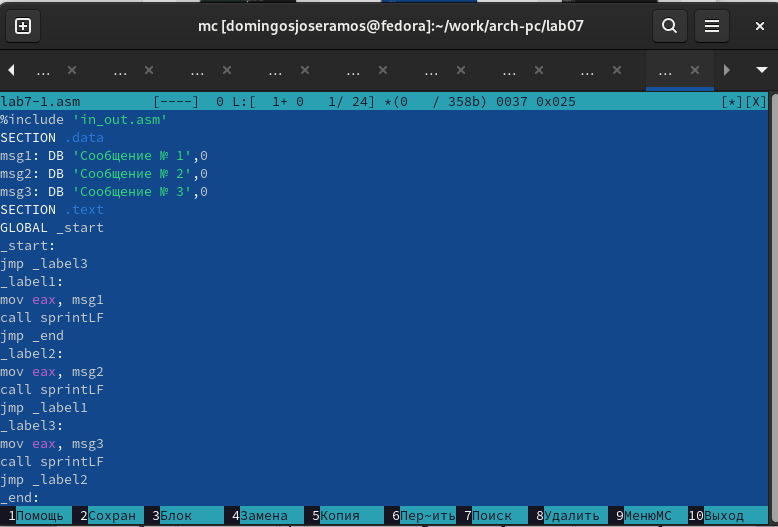 mc [domingosjoseramos@fedora]:~/work/arch-pc/lab07
... × ... × ... × ... × ... × ... × ... × ... × ... ×
lab7-1.asm [----] 0 L:[ 1+ 0 1/ 24] *(0 / 358b) 0037 0x025 [*][X]
%include 'in_out.asm'
SECTION .data
msg1: DB 'Сообщение № 1',0
msg2: DB 'Сообщение № 2',0
msg3: DB 'Сообщение № 3',0
SECTION .text
GLOBAL _start
_start:
jmp _label3
_label1:
mov eax, msg1
call sprintLF
jmp _end
_label2:
mov eax, msg2
call sprintLF
jmp _label1
_label3:
mov eax, msg3
call sprintLF
jmp _label2
_end:
1Помощь 2Сохран 3Блок 4Замена 5Копия 6Пер~ить 7Поиск 8Удалить 9МенюMC 10Выход